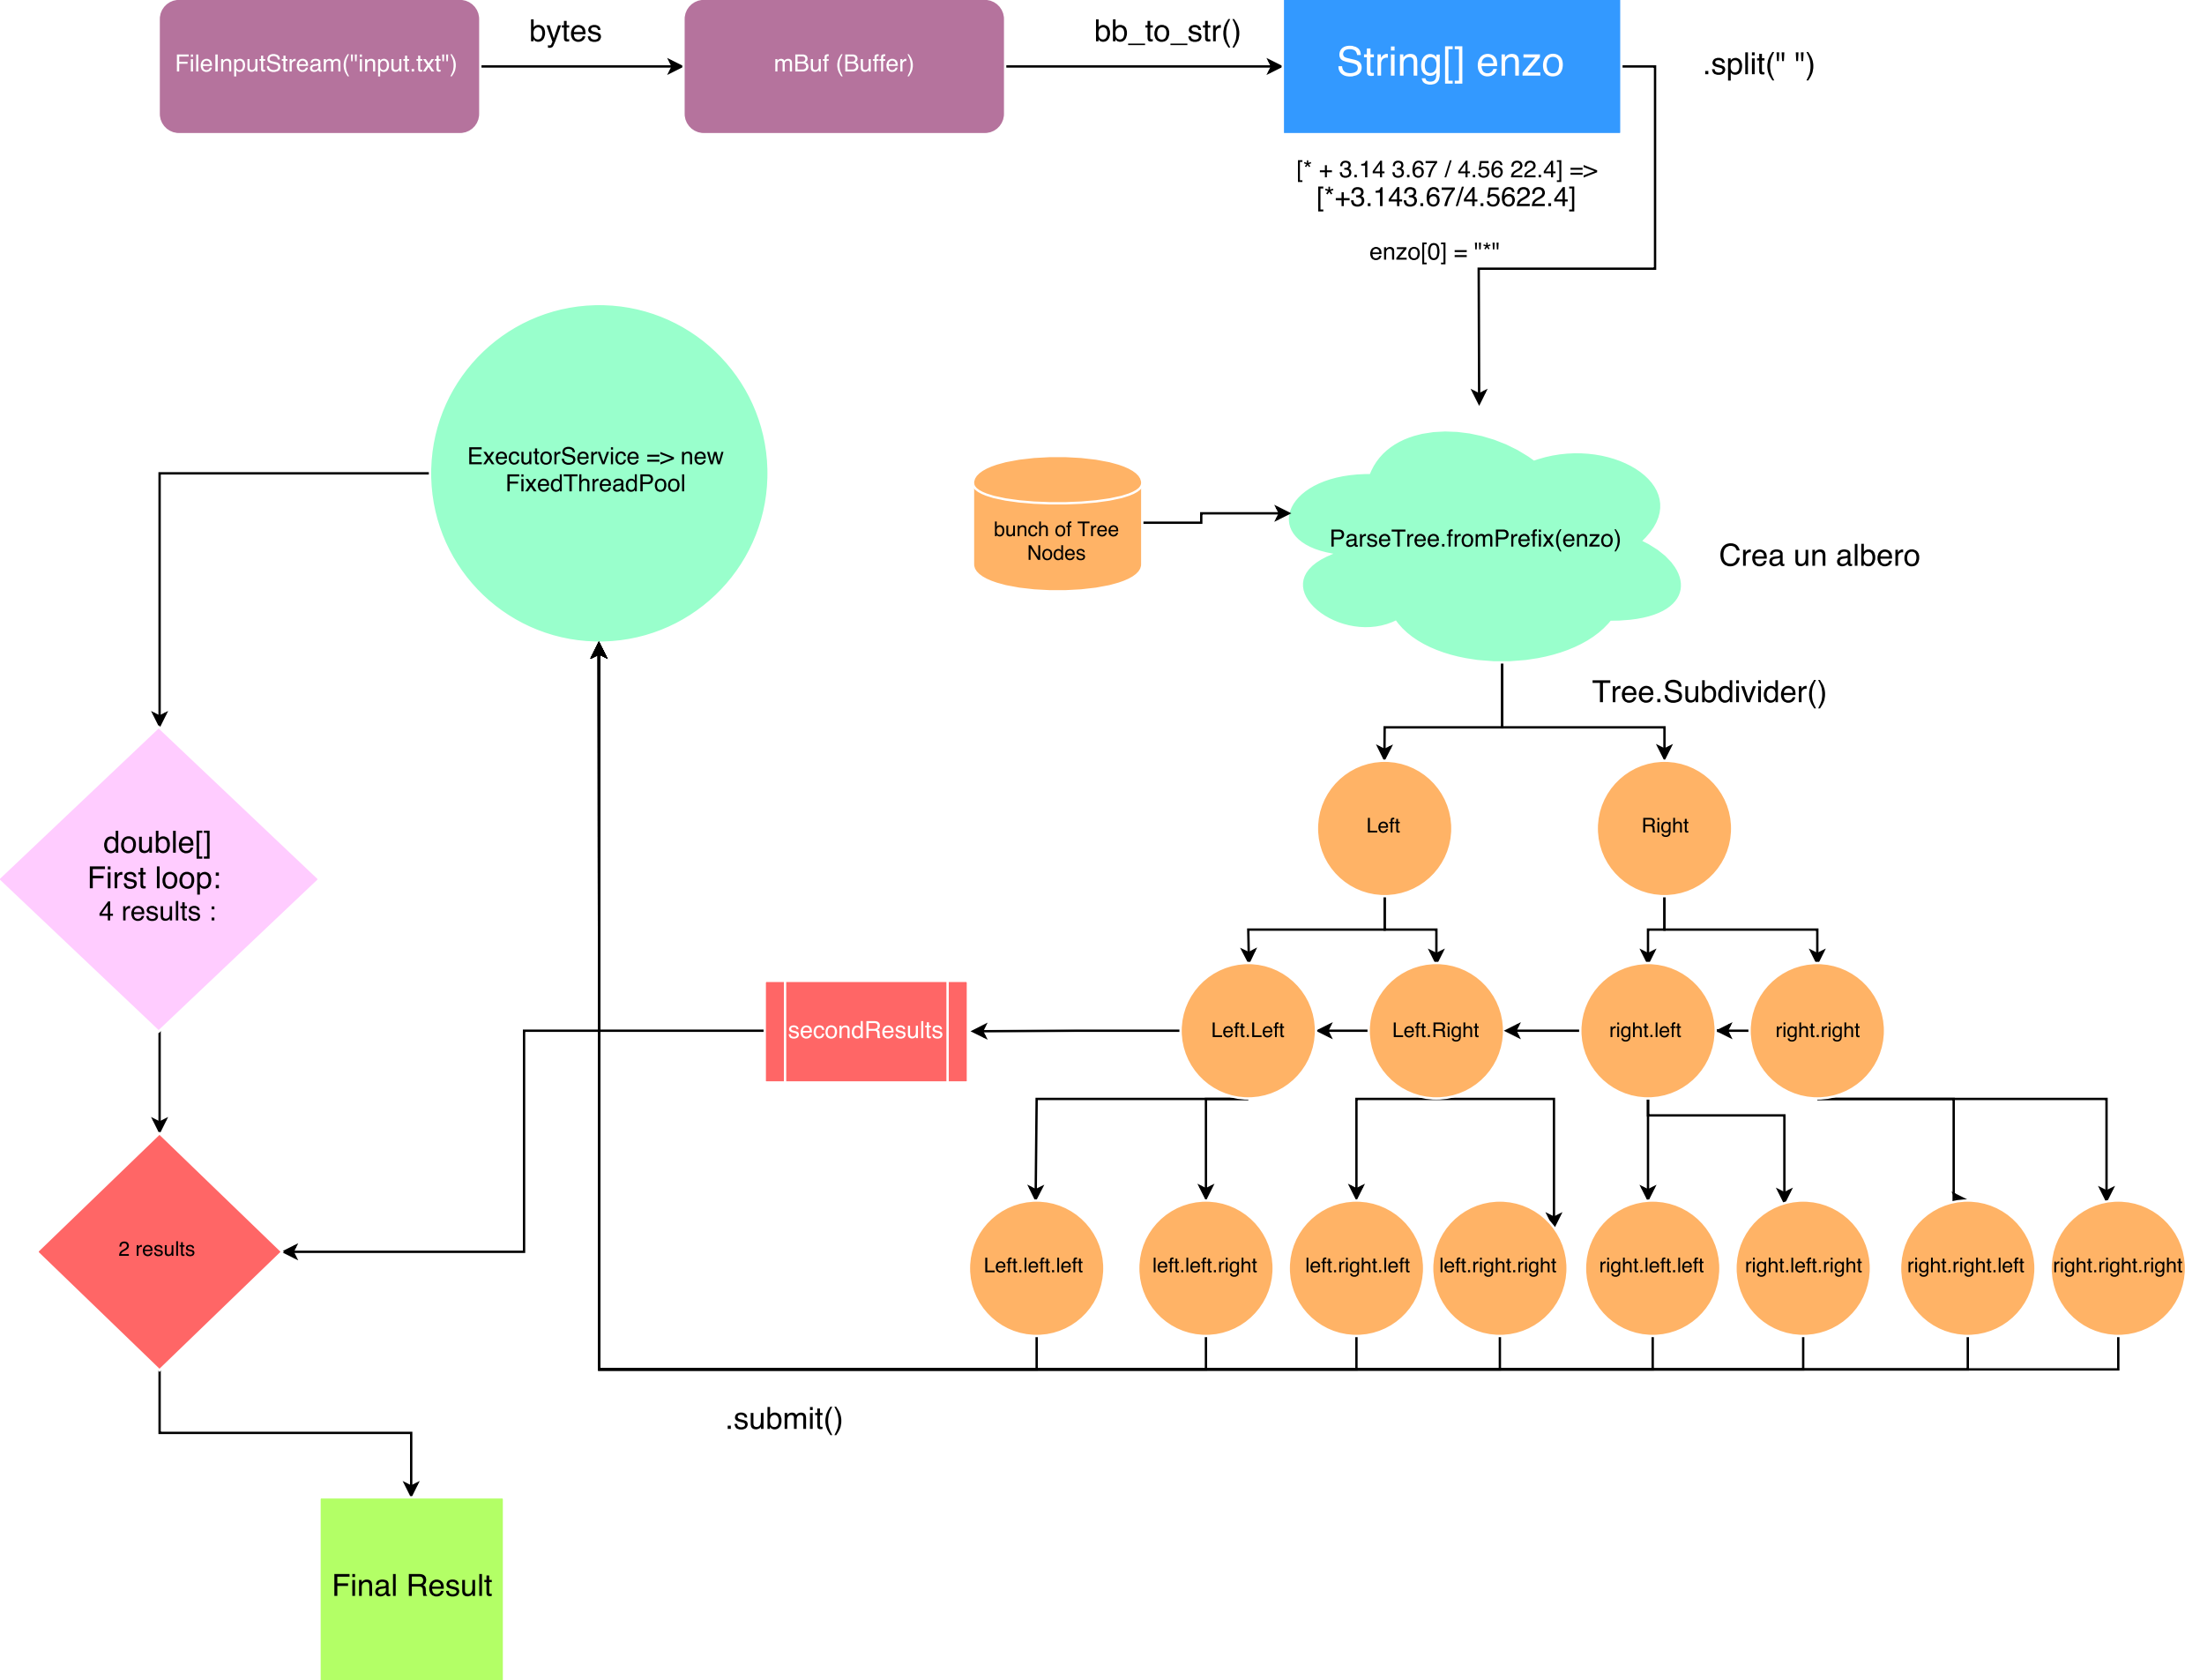 bytes
bb_to_str()
FileInputStream("input.txt")
mBuf (Buffer)
String[] enzo
.split(" ")
[* + 3.14 3.67 / 4.56 22.4] =>
[*+3.143.67/4.5622.4]
enzo[0] = "*"
ExecutorService => new
FixedThreadPool
bunch of Tree
Nodes
ParseTree.fromPrefix(enzo)
Crea un albero
Tree.Subdivider()
Left
Right
double[]
First loop:
4 results :
secondResults
Left.Left
Left.Right
right.left
right.right
2 results
Left.left.left
left.left.right
left.right.left
left.right.right
right.left.left
right.left.right
right.right.left
right.right.right
.submit()
Final Result